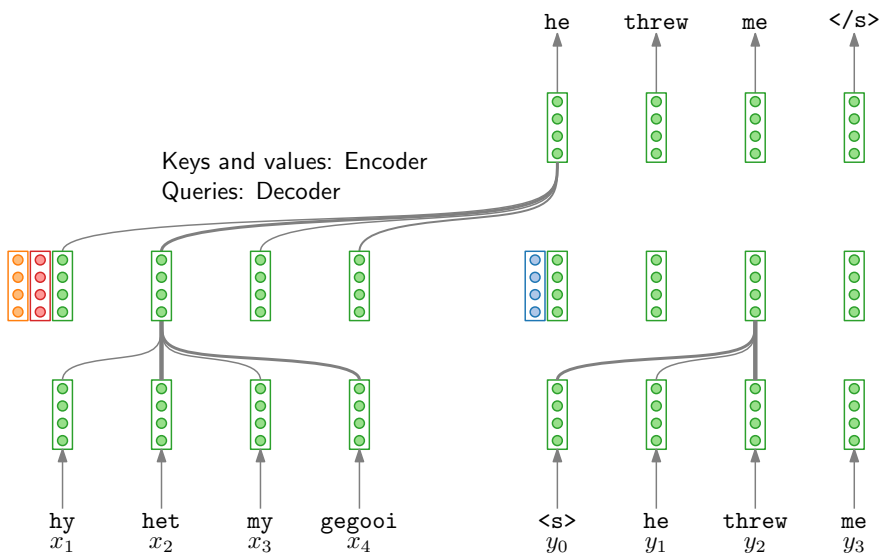 he threw me </s>
Keys and values: Encoder
Queries: Decoder
hy het my gegooi <s> he threw me
x₁ x₂ x₃ x₄ y₀ y₁ y₂ y₃